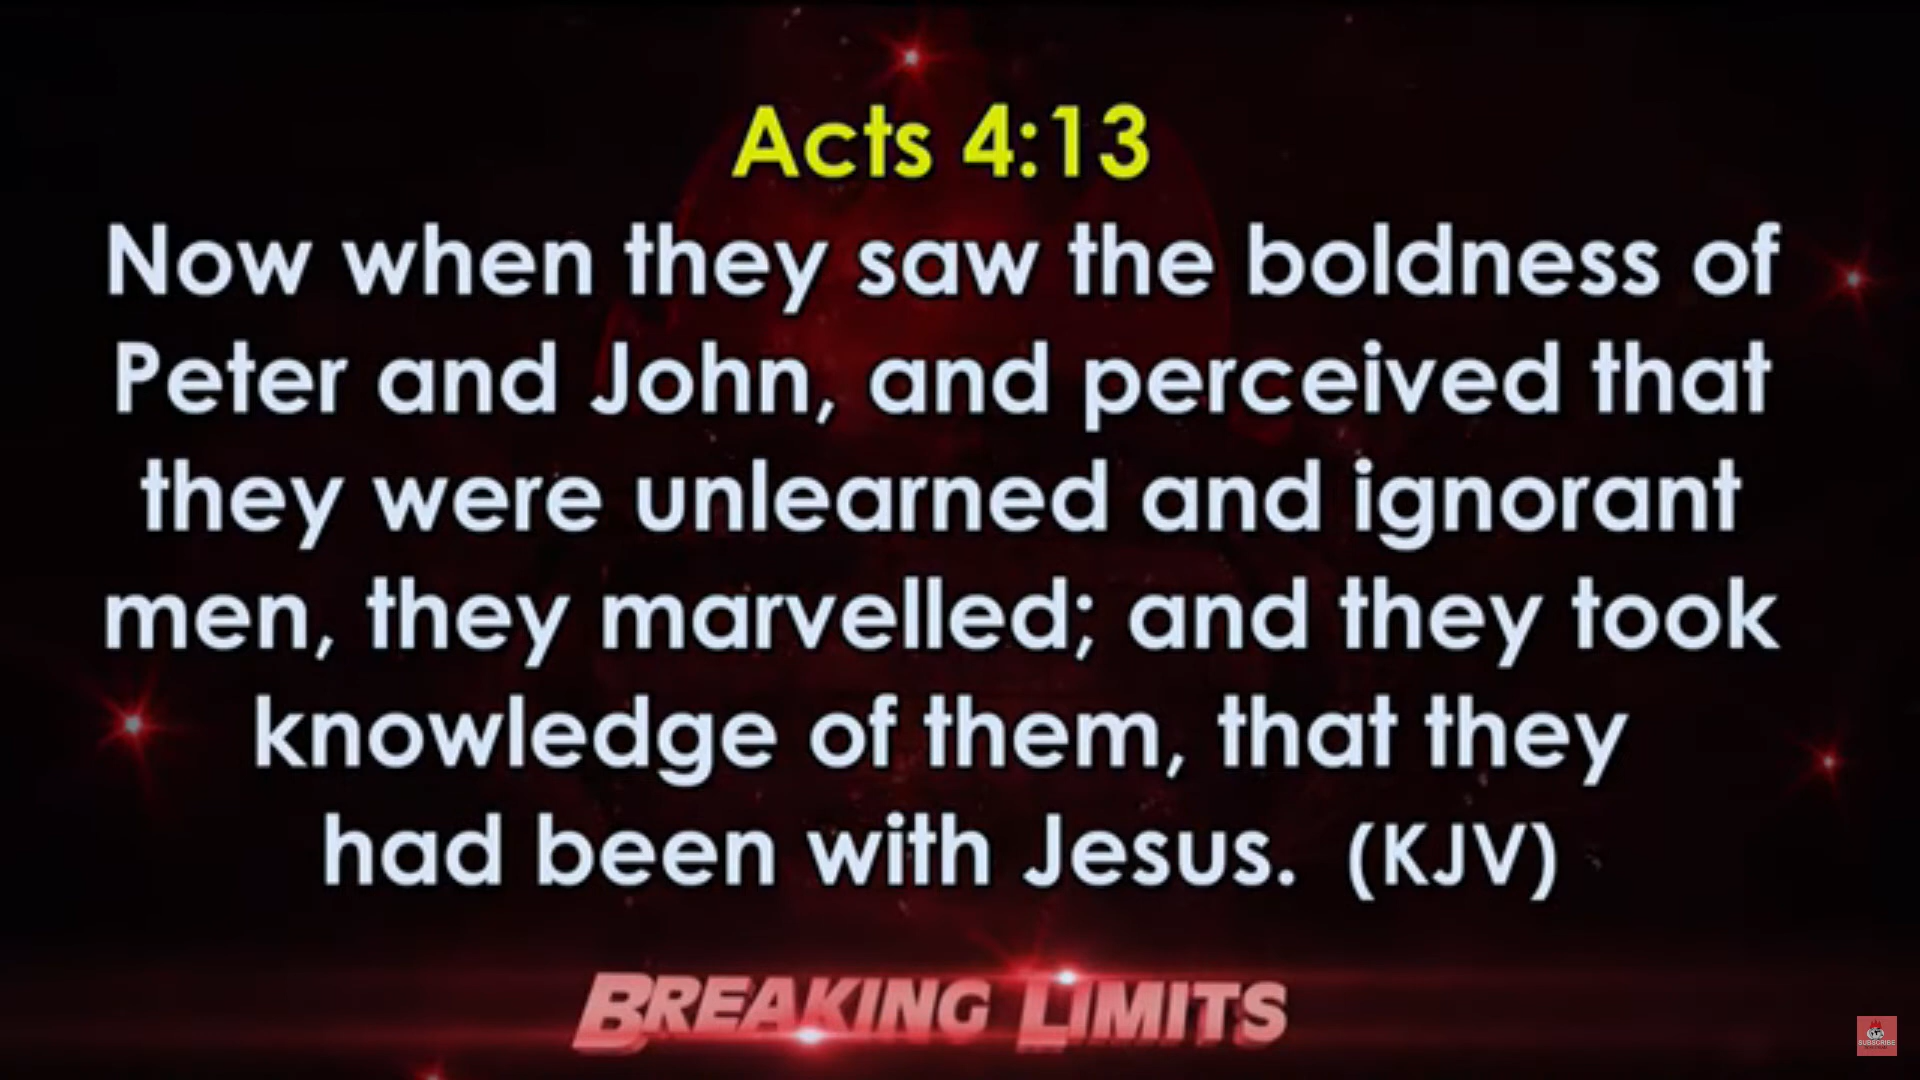 Acts 4:13
Now when they saw the boldness of
Peter and John, and perceived that
they were unlearned and ignorant
men, they marvelled; and they took
knowledge of them, that they
had been with Jesus. (KJV)
BREAKING LIMITS
SUBSCRIBE